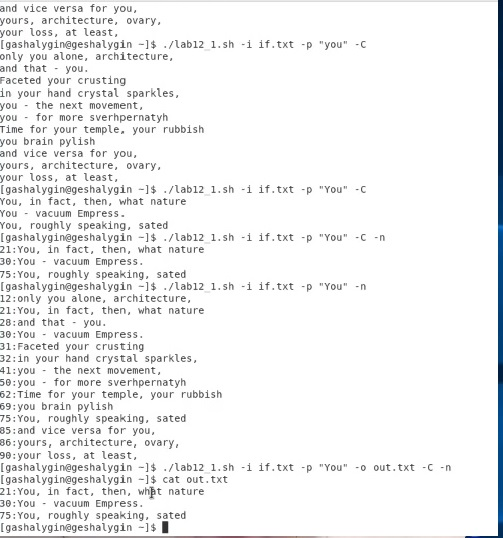 and vice versa for you,
yours, architecture, ovary,
your loss, at least,
[gashalygin@geshalygin ~]$ ./lab12_1.sh -i if.txt -p "you" -C
only you alone, architecture,
and that - you.
Faceted your crusting
in your hand crystal sparkles,
you - the next movement,
you - for more sverhpernatyh
Time for your temple, your rubbish
you brain pylish
and vice versa for you,
yours, architecture, ovary,
your loss, at least,
[gashalygin@geshalygin ~]$ ./lab12_1.sh -i if.txt -p "You" -C
You, in fact, then, what nature
You - vacuum Empress.
You, roughly speaking, sated
[gashalygin@geshalygin ~]$ ./lab12_1.sh -i if.txt -p "You" -C -n
21:You, in fact, then, what nature
30:You - vacuum Empress.
75:You, roughly speaking, sated
[gashalygin@geshalygin ~]$ ./lab12_1.sh -i if.txt -p "You" -n
12:only you alone, architecture,
21:You, in fact, then, what nature
28:and that - you.
30:You - vacuum Empress.
31:Faceted your crusting
32:in your hand crystal sparkles,
41:you - the next movement,
50:you - for more sverhpernatyh
62:Time for your temple, your rubbish
69:you brain pylish
75:You, roughly speaking, sated
85:and vice versa for you,
86:yours, architecture, ovary,
90:your loss, at least,
[gashalygin@geshalygin ~]$ ./lab12_1.sh -i if.txt -p "You" -o out.txt -C -n
[gashalygin@geshalygin ~]$ cat out.txt
21:You, in fact, then, what nature
30:You - vacuum Empress.
75:You, roughly speaking, sated
[gashalygin@geshalygin ~]$